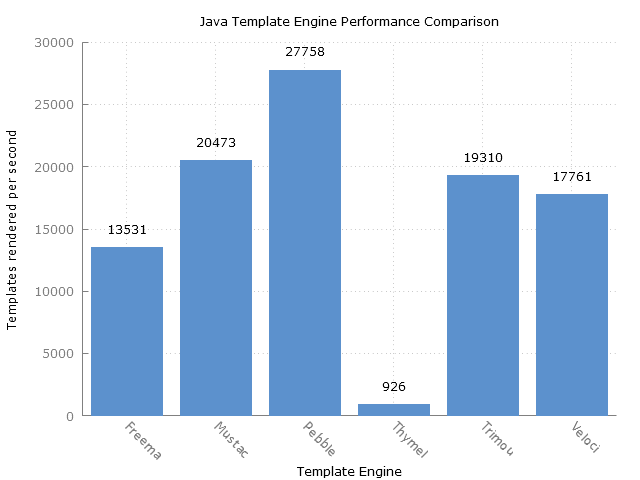 Java Template Engine Performance Comparison
Templates rendered per second
30000
25000
20000
15000
10000
5000
0
13531
20473
27758
926
19310
17761
Freema
Mustac
Pebble
Thymel
Trimou
Veloci
Template Engine